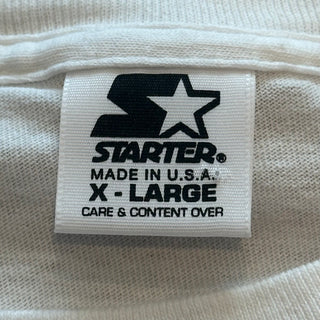 STARTER®
MADE IN U.S.A.
X - LARGE
CARE & CONTENT OVER